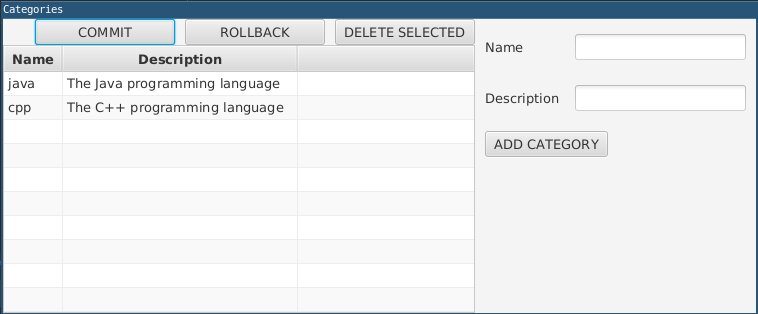 Categories
COMMIT ROLLBACK DELETE SELECTED
Name Description
java The Java programming language
cpp The C++ programming language
Name
Description
ADD CATEGORY